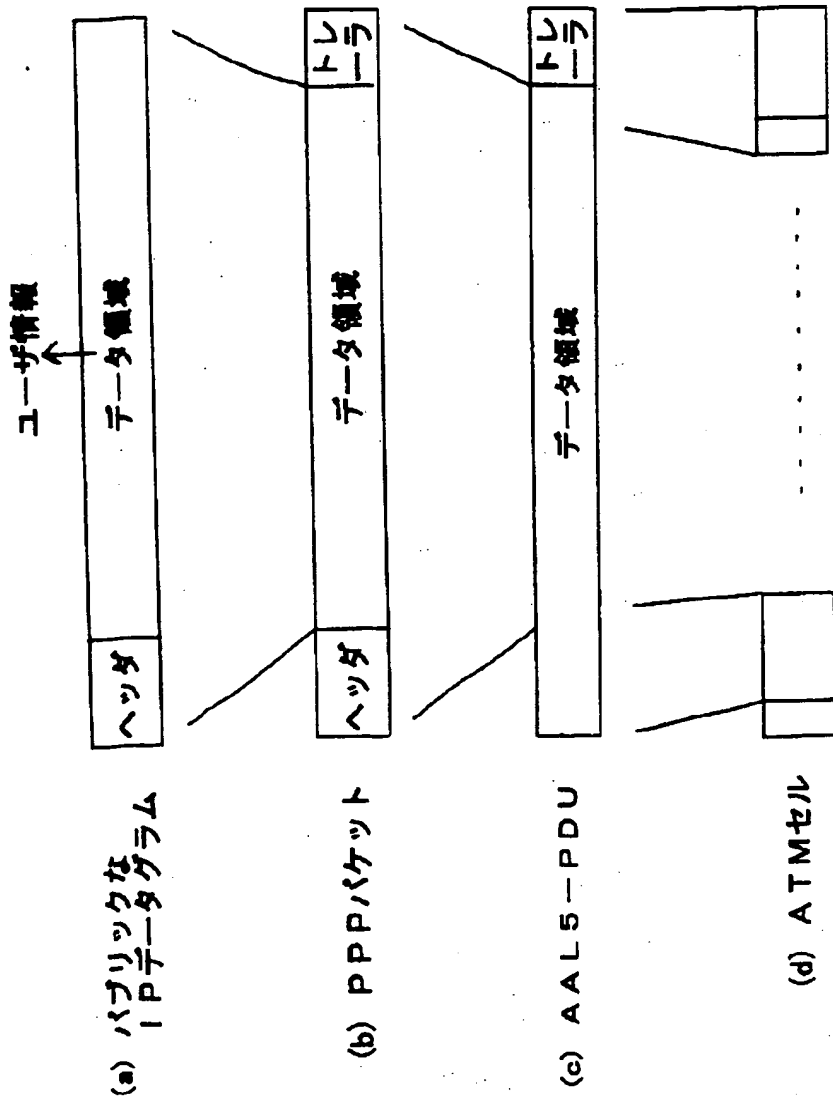 ユーザ情報
(a) パブリックな
IPデータグラム
ヘッダ
データ領域
(b) PPPパケット
ヘッダ
データ領域
トレ
ーラ
(c) AAL5-PDU
データ領域
トレ
ーラ
(d) ATMセル